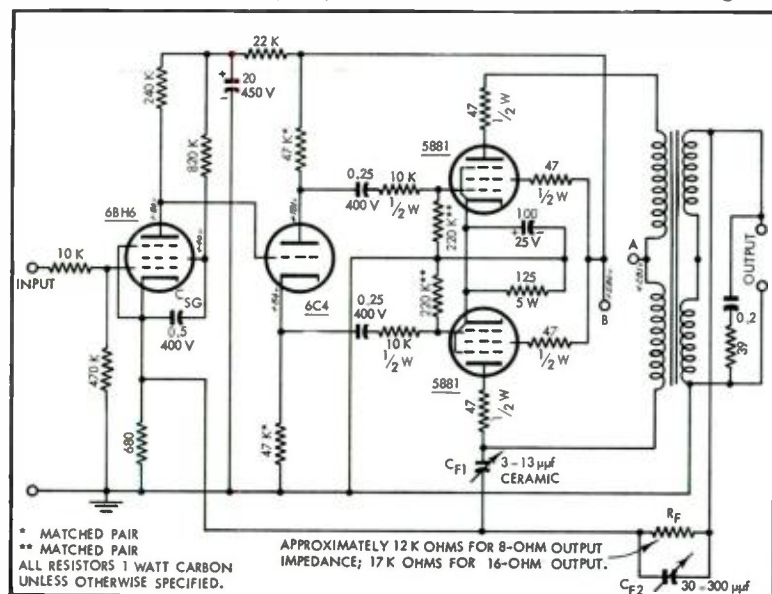 22 K
240 K
+
20
-
450 V
820 K
47 K*
47
1/2 W
5881
47
1/2 W
0.25
400 V
10 K
1/2 W
6BH6
220 K**
100
+
25 V
-
10 K
INPUT
CSG
6C4
125
5 W
A
B
OUTPUT
0.5
400 V
0.25
400 V
220 K**
10 K
1/2 W
47
1/2 W
0.2
39
470 K
5881
680
47 K*
47
1/2 W
CF1
3-13 µµf
CERAMIC
RF
* MATCHED PAIR
** MATCHED PAIR
ALL RESISTORS 1 WATT CARBON
UNLESS OTHERWISE SPECIFIED.
APPROXIMATELY 12 K OHMS FOR 8-OHM OUTPUT
IMPEDANCE; 17 K OHMS FOR 16-OHM OUTPUT.
CF2
30-300 µµf